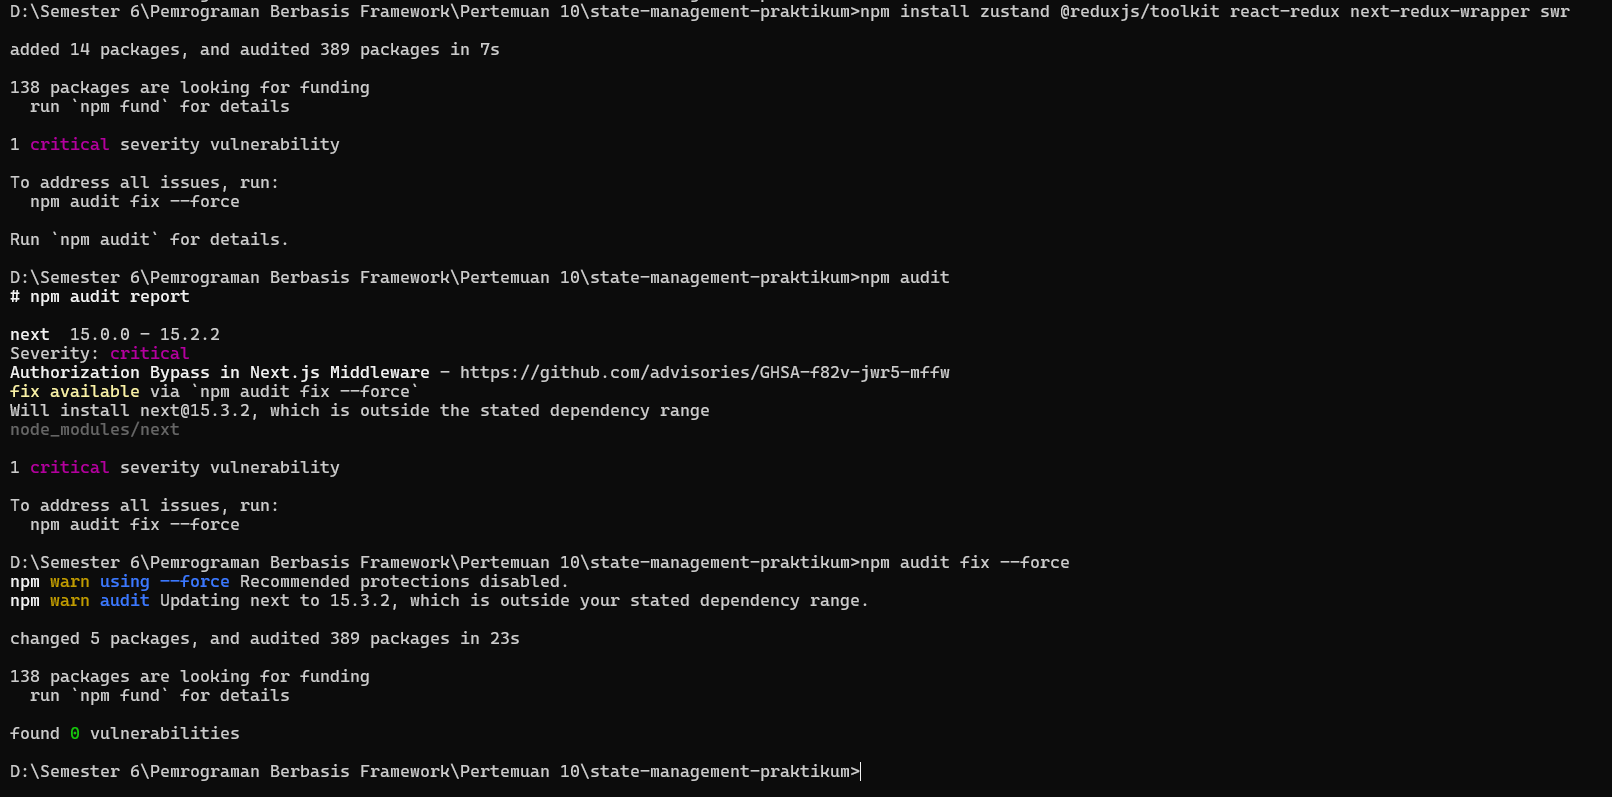 D:\Semester 6\Pemrograman Berbasis Framework\Pertemuan 10\state-management-praktikum>npm install zustand @reduxjs/toolkit react-redux next-redux-wrapper swr
added 14 packages, and audited 389 packages in 7s
138 packages are looking for funding
  run `npm fund` for details
1 critical severity vulnerability
To address all issues, run:
  npm audit fix --force
Run `npm audit` for details.
D:\Semester 6\Pemrograman Berbasis Framework\Pertemuan 10\state-management-praktikum>npm audit
# npm audit report
next  15.0.0 - 15.2.2
Severity: critical
Authorization Bypass in Next.js Middleware - https://github.com/advisories/GHSA-f82v-jwr5-mffw
fix available via `npm audit fix --force`
Will install next@15.3.2, which is outside the stated dependency range
node_modules/next
1 critical severity vulnerability
To address all issues, run:
  npm audit fix --force
D:\Semester 6\Pemrograman Berbasis Framework\Pertemuan 10\state-management-praktikum>npm audit fix --force
npm warn using --force Recommended protections disabled.
npm warn audit Updating next to 15.3.2, which is outside your stated dependency range.
changed 5 packages, and audited 389 packages in 23s
138 packages are looking for funding
  run `npm fund` for details
found 0 vulnerabilities
D:\Semester 6\Pemrograman Berbasis Framework\Pertemuan 10\state-management-praktikum>